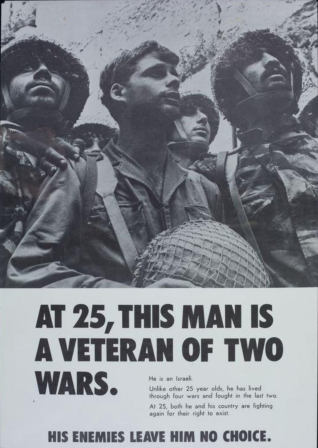 AT 25, THIS MAN IS
A VETERAN OF TWO
WARS.
He is an Israeli.
Unlike other 25 year olds, he has lived
through four wars and fought in the last two.
At 25, both he and his country are fighting
again for their right to exist.
HIS ENEMIES LEAVE HIM NO CHOICE.